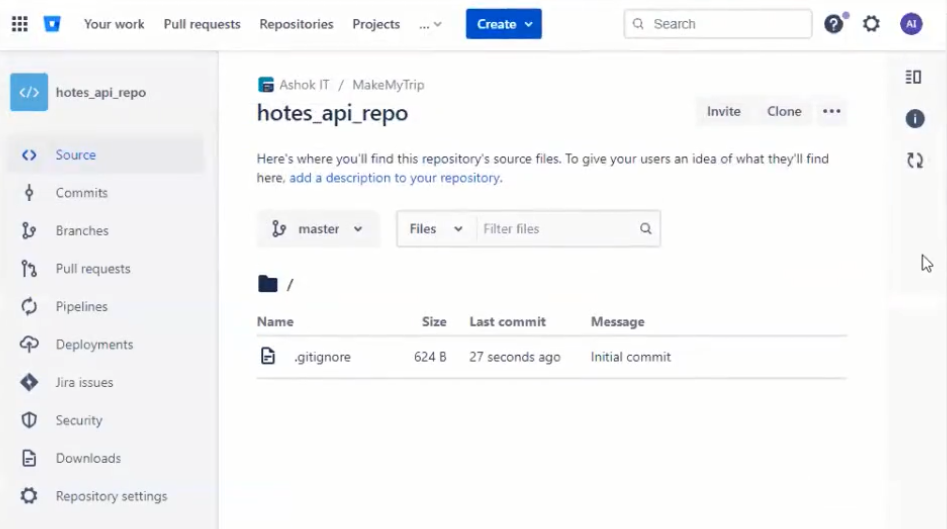 Your work Pull requests Repositories Projects ... Create Search ? AI
</> hotes_api_repo
Source
Commits
Branches
Pull requests
Pipelines
Deployments
Jira issues
Security
Downloads
Repository settings
Ashok IT / MakeMyTrip
hotes_api_repo
Invite Clone ...
Here's where you'll find this repository's source files. To give your users an idea of what they'll find
here, add a description to your repository.
master Files Filter files
/
Name Size Last commit Message
.gitignore 624 B 27 seconds ago Initial commit